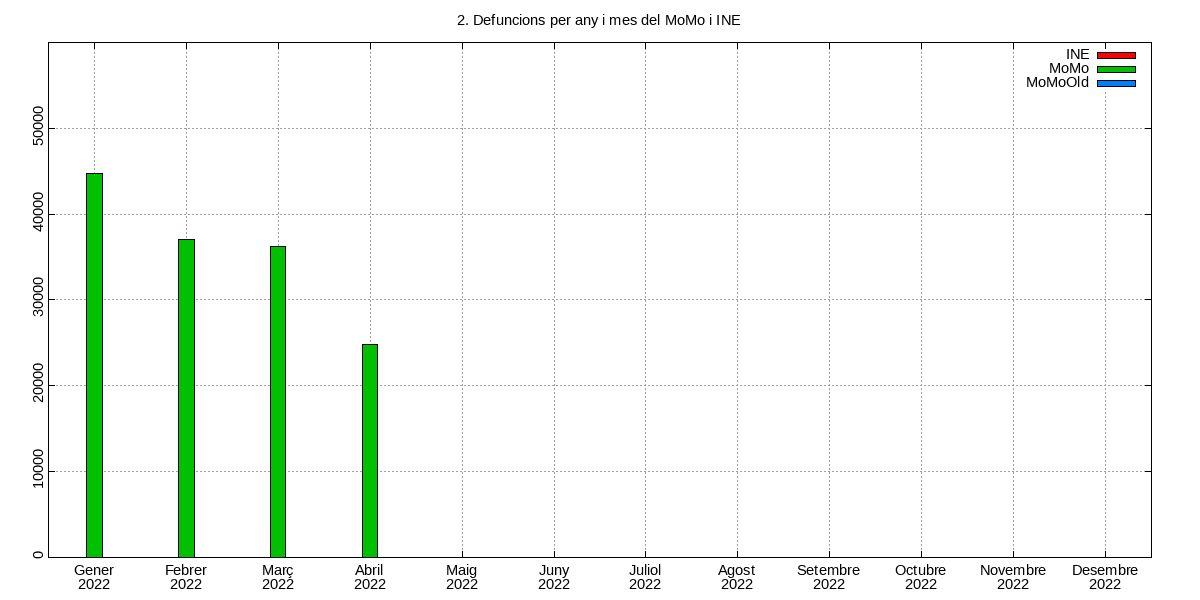 2. Defuncions per any i mes del MoMo i INE
INE
MoMo
MoMoOld
50000
40000
30000
20000
10000
0
Gener Febrer Març Abril Maig Juny Juliol Agost Setembre Octubre Novembre Desembre
2022 2022 2022 2022 2022 2022 2022 2022 2022 2022 2022 2022